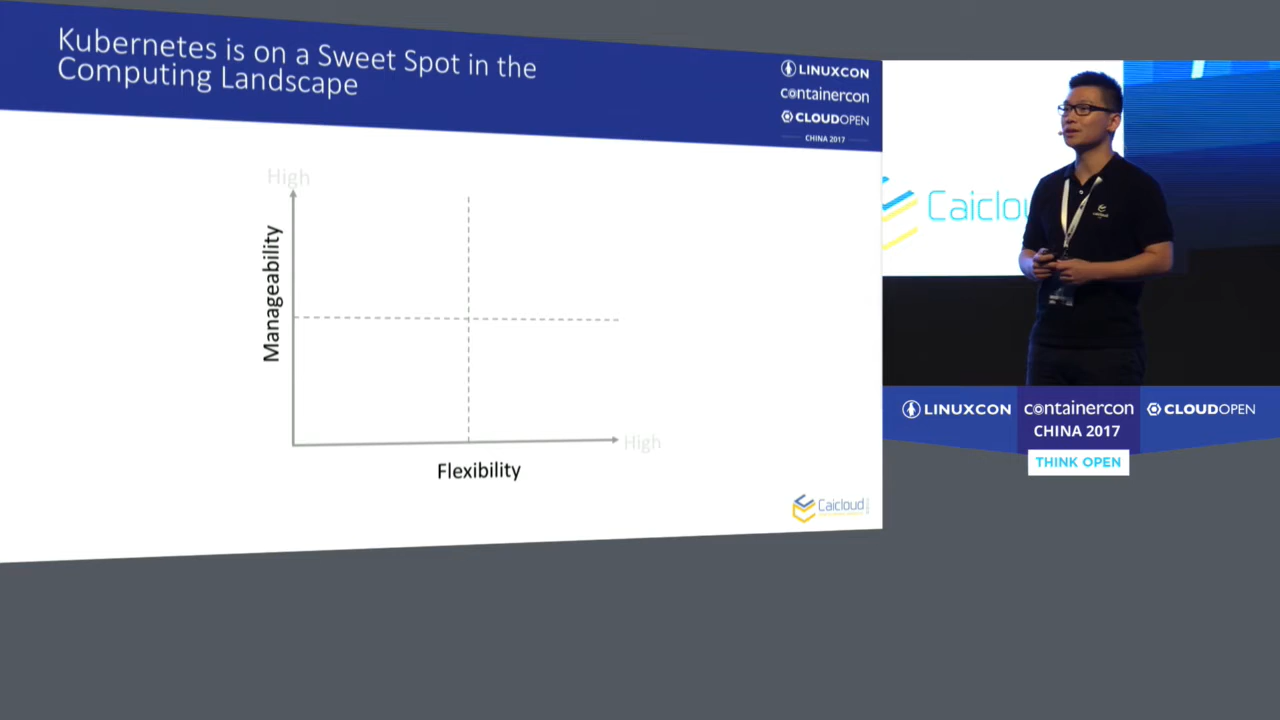 Kubernetes is on a Sweet Spot in the
Computing Landscape
LINUXCON
containercon
CLOUDOPEN
CHINA 2017
High
Manageability
High
Flexibility
Caicloud
Caiclou
caicloud
LINUXCON
containercon
CLOUDOPEN
CHINA 2017
THINK OPEN